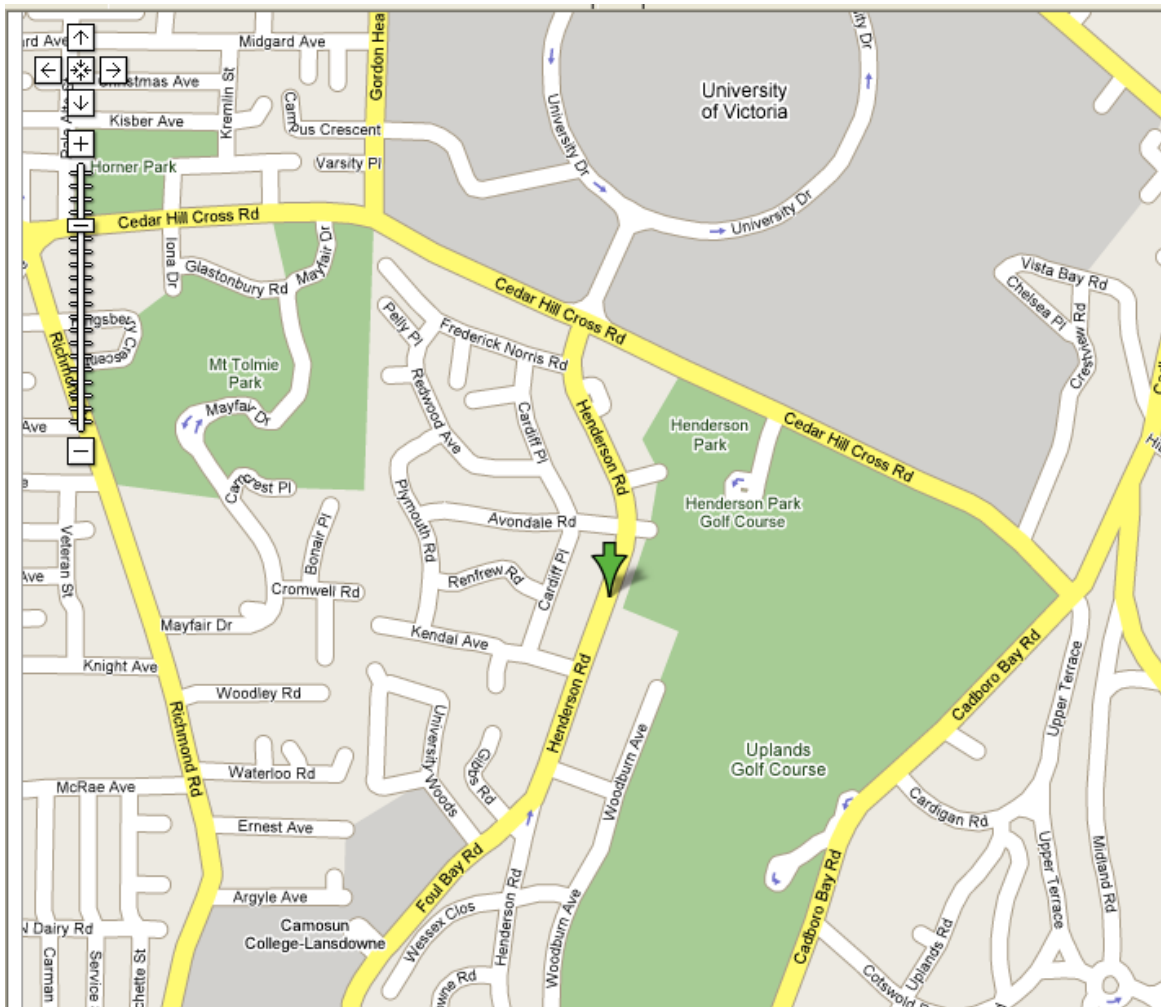 Midgard Ave
Gordon Hea
Christmas Ave
Kremlin St
Kisber Ave
Campus Crescent
Horner Park
Varsity Pl
University
of Victoria
University Dr
University Dr
Cedar Hill Cross Rd
Iona Dr
Glastonbury Rd
Mayfair Dr
Vista Bay Rd
Chelsea Pl
Crestview Rd
Cedar Hill Cross Rd
Pelly Pl
Frederick Norris Rd
Mt Tolmie
Park
Redwood Ave
Mayfair Dr
Cardiff Pl
Henderson Rd
Henderson
Park
Cedar Hill Cross Rd
Henderson Park
Golf Course
Plymouth Rd
Avondale Rd
Bonair Pl
Veteran St
Renfrew Rd
Cardiff Pl
Cromwell Rd
Mayfair Dr
Kendal Ave
Knight Ave
Woodley Rd
Richmond Rd
University Woods
Henderson Rd
Gibbs Rd
Woodburn Ave
Cadboro Bay Rd
Upper Terrace
Uplands
Golf Course
Waterloo Rd
McRae Ave
Cardigan Rd
Ernest Ave
Foul Bay Rd
Upper Terrace
Midland Rd
Argyle Ave
Camosun
College-Lansdowne
Wessex Clos
Henderson Rd
Woodburn Ave
Cadboro Bay Rd
Uplands Rd
N Dairy Rd
Carman
Service
chette St
wne Rd
Cotswold